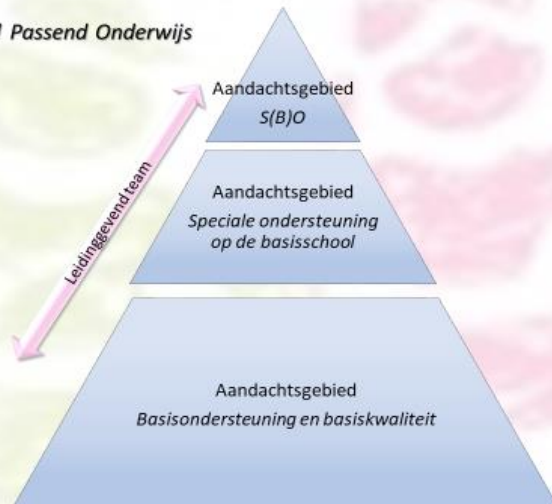 Passend Onderwijs
Aandachtsgebied
S(B)O
Leidinggevend team
Aandachtsgebied
Speciale ondersteuning
op de basisschool
Aandachtsgebied
Basisondersteuning en basiskwaliteit